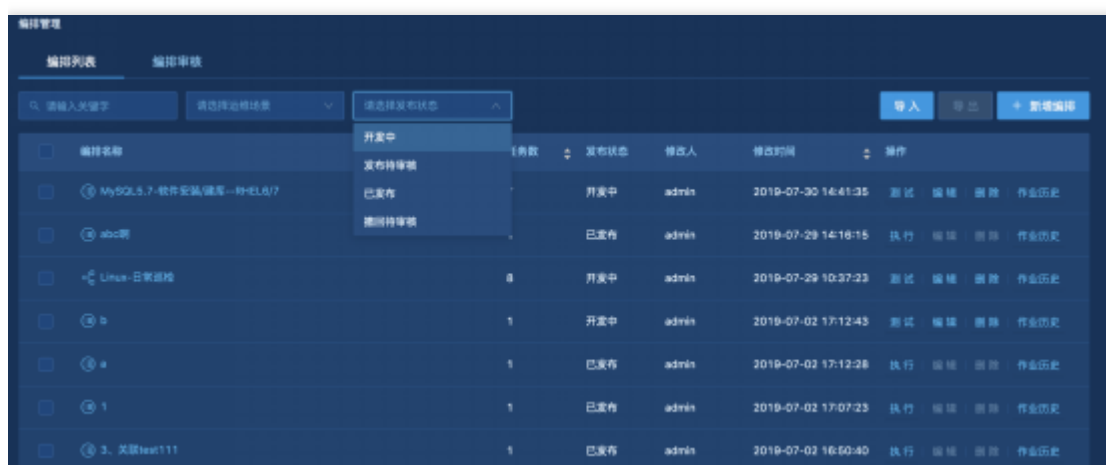 编排管理
编排列表 编排审核
请输入关键字 请选择运维场景 请选择发布状态 导入 导出 + 新增编排
编排名称 任务数 发布状态 修改人 修改时间 操作
开发中
发布待审核
已发布
撤回待审核
MySQL5.7-软件安装/建库--RHEL6/7 开发中 admin 2019-07-30 14:41:35 测试 编辑 删除 作业历史
abc啊 已发布 admin 2019-07-29 14:16:15 执行 编辑 删除 作业历史
Linux-日常巡检 8 开发中 admin 2019-07-29 10:37:23 测试 编辑 删除 作业历史
b 1 开发中 admin 2019-07-02 17:12:43 测试 编辑 删除 作业历史
a 1 已发布 admin 2019-07-02 17:12:28 执行 编辑 删除 作业历史
1 1 已发布 admin 2019-07-02 17:07:23 执行 编辑 删除 作业历史
3、关联test111 1 已发布 admin 2019-07-02 16:50:40 执行 编辑 删除 作业历史